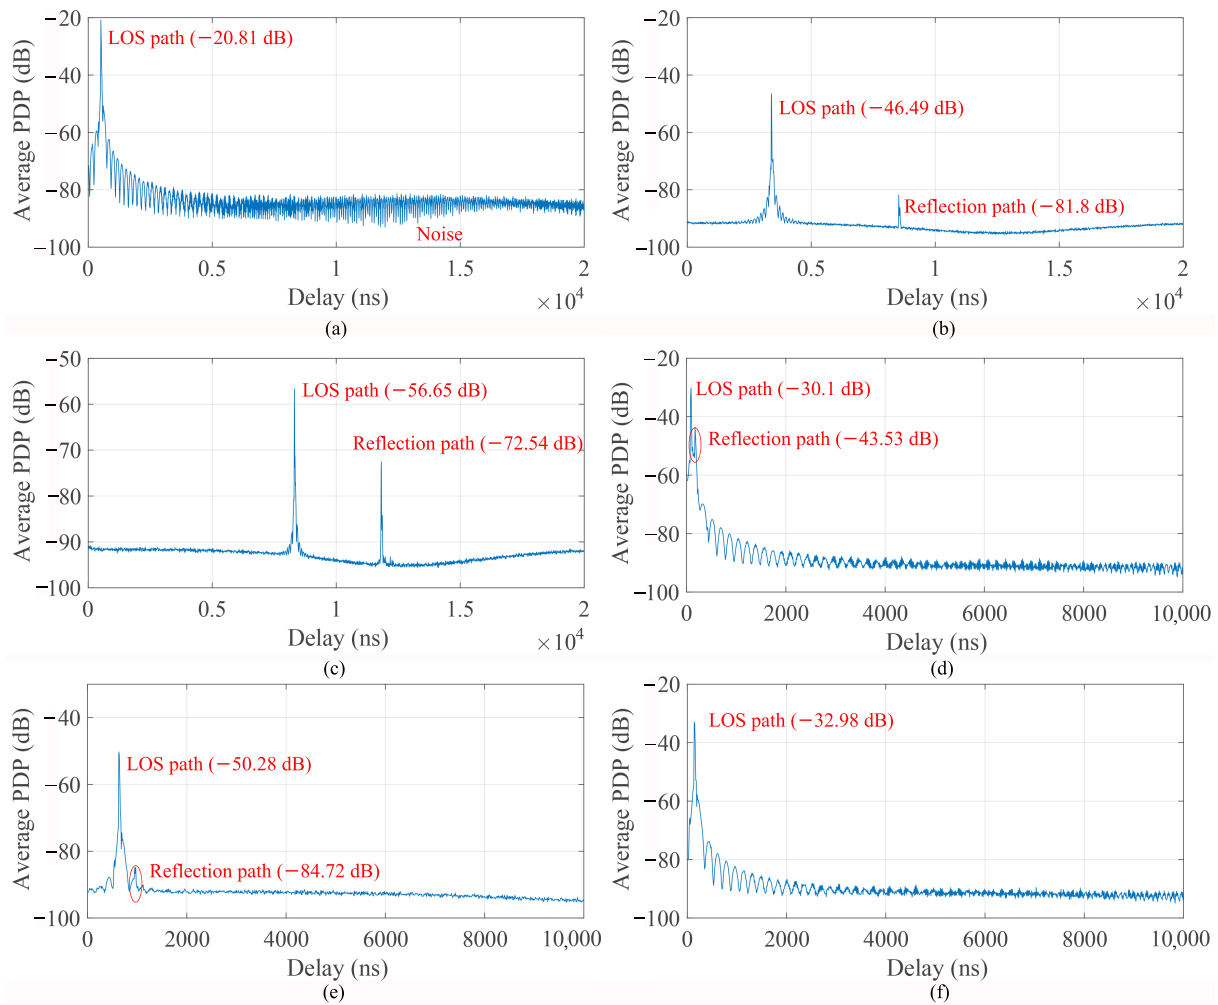 −20
−40
−60
−80
−100
Average PDP (dB)
LOS path (−20.81 dB)
Noise
0
0.5
1
1.5
2
×10⁴
Delay (ns)
(a)
−20
−40
−60
−80
−100
Average PDP (dB)
LOS path (−46.49 dB)
Reflection path (−81.8 dB)
0
0.5
1
1.5
2
×10⁴
Delay (ns)
(b)
−50
−60
−70
−80
−90
−100
Average PDP (dB)
LOS path (−56.65 dB)
Reflection path (−72.54 dB)
0
0.5
1
1.5
2
×10⁴
Delay (ns)
(c)
−20
−40
−60
−80
−100
Average PDP (dB)
LOS path (−30.1 dB)
Reflection path (−43.53 dB)
0
2000
4000
6000
8000
10,000
Delay (ns)
(d)
−40
−60
−80
−100
Average PDP (dB)
LOS path (−50.28 dB)
Reflection path (−84.72 dB)
0
2000
4000
6000
8000
10,000
Delay (ns)
(e)
−20
−40
−60
−80
−100
Average PDP (dB)
LOS path (−32.98 dB)
0
2000
4000
6000
8000
10,000
Delay (ns)
(f)